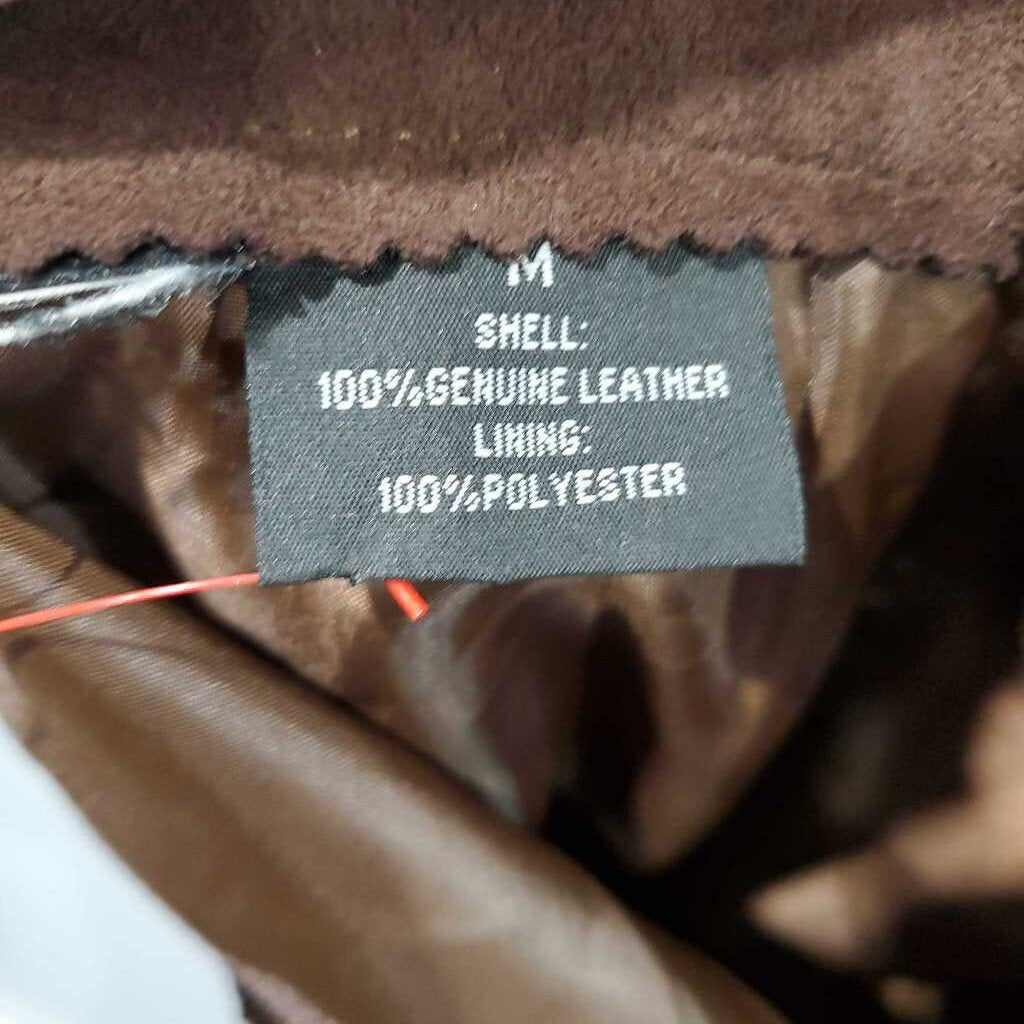 M
SHELL:
100%GENUINE LEATHER
LINING:
100%POLYESTER